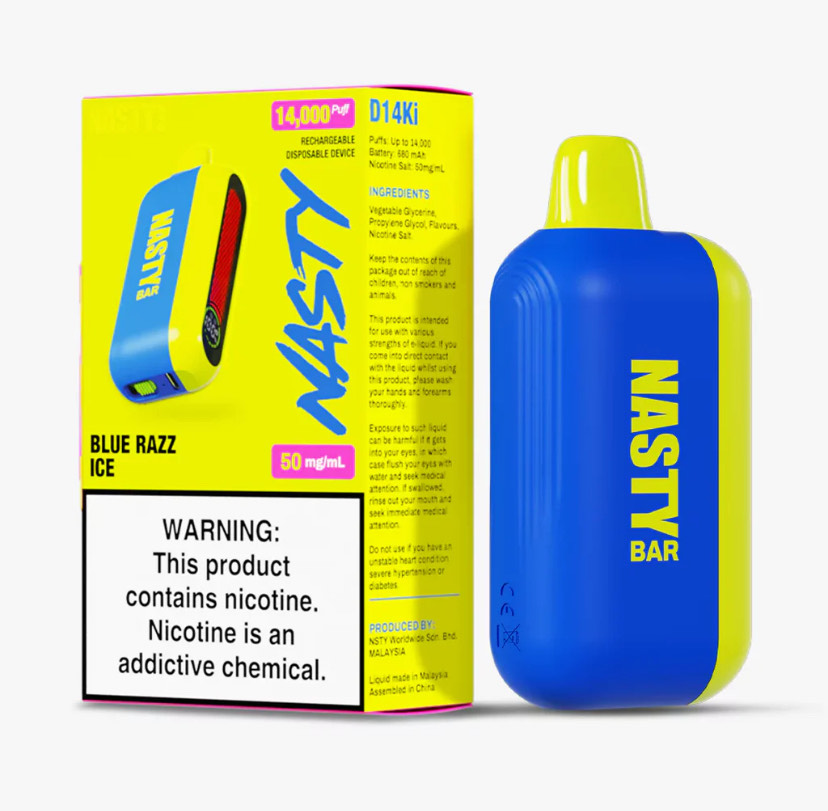 NASTY
14,000 Puff
RECHARGEABLE
DISPOSABLE DEVICE
NASTY
BAR
NASTY
BLUE RAZZ
ICE
50 mg/mL
WARNING:
This product
contains nicotine.
Nicotine is an
addictive chemical.
D14Ki
Puffs: Up to 14,000
Battery: 660 mAh
Nicotine Salt: 50mg/mL
INGREDIENTS
Vegetable Glycerine,
Propylene Glycol, Flavours,
Nicotine Salt.
Keep the contents of this
package out of reach of
children, non smokers and
animals.
This product is intended
for use with various
strengths of e-liquid. If you
come into direct contact
with the liquid whilst using
this product, please wash
your hands and forearms
thoroughly.
Exposure to such liquid
can be harmful if it gets
into your eyes, in which
case flush your eyes with
water and seek medical
attention. If swallowed,
rinse out your mouth and
seek immediate medical
attention.
Do not use if you have an
unstable heart condition
severe hypertension or
diabetes
PRODUCED BY:
NSTY Worldwide Sdn. Bhd.
MALAYSIA
Liquid made in Malaysia
Assembled in China
NASTY
BAR
CE